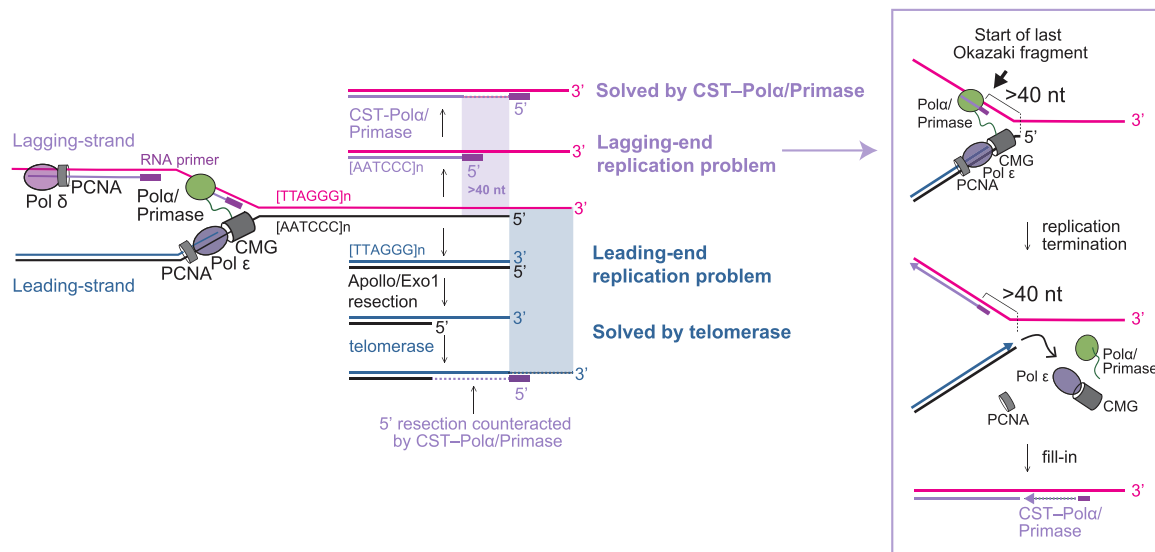 Lagging-strand
RNA primer
PCNA
Pol δ
Polα/
Primase
[TTAGGG]n
[AATCCC]n
CMG
Pol ε
PCNA
Leading-strand
3’
5’
Solved by CST–Polα/Primase
CST-Polα/
Primase
[AATCCC]n
3’
5’
>40 nt
Lagging-end
replication problem
3’
5’
[TTAGGG]n
3’
5’
Leading-end
replication problem
Apollo/Exo1
resection
3’
5’
Solved by telomerase
telomerase
3’
5’
5’ resection counteracted
by CST–Polα/Primase
Start of last
Okazaki fragment
>40 nt
Polα/
Primase
3’
5’
CMG
Pol ε
PCNA
replication
termination
>40 nt
3’
Polα/
Primase
Pol ε
CMG
PCNA
fill-in
3’
CST–Polα/
Primase